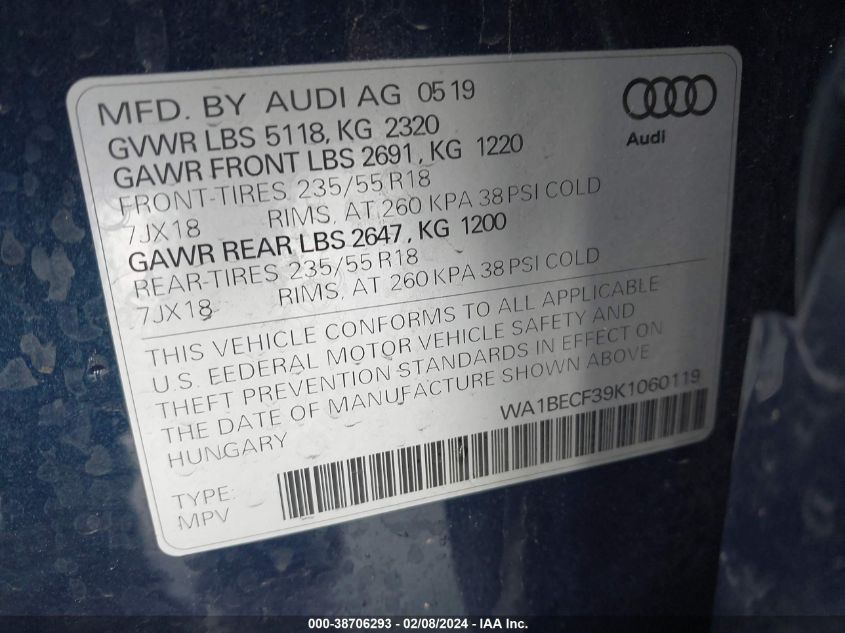 MFD. BY AUDI AG 05 19
GVWR LBS 5118, KG 2320
GAWR FRONT LBS 2691, KG 1220
FRONT-TIRES 235/55 R18
7JX18 RIMS, AT 260 KPA 38 PSI COLD
GAWR REAR LBS 2647, KG 1200
REAR-TIRES 235/55 R18
7JX18 RIMS, AT 260 KPA 38 PSI COLD
Audi
THIS VEHICLE CONFORMS TO ALL APPLICABLE
U.S. FEDERAL MOTOR VEHICLE SAFETY AND
THEFT PREVENTION STANDARDS IN EFFECT ON
THE DATE OF MANUFACTURE SHOWN ABOVE
HUNGARY
WA1BECF39K1060119
TYPE:
MPV
000-38706293 - 02/08/2024 - IAA Inc.